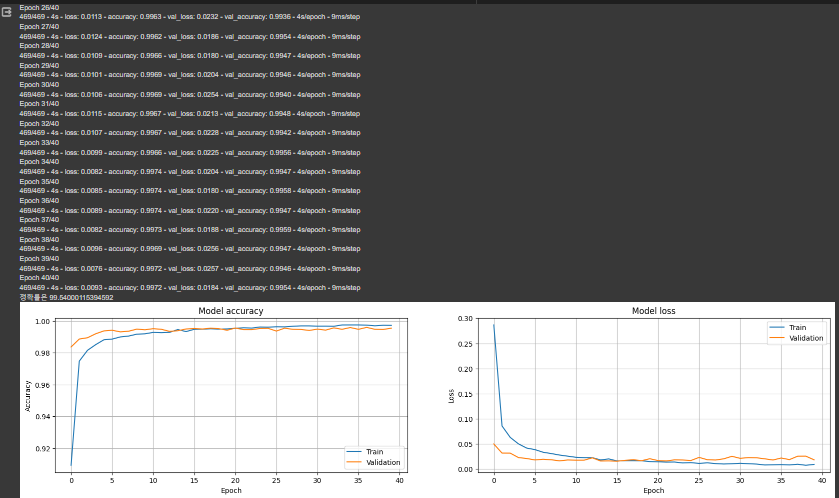 Epoch 26/40
469/469 - 4s - loss: 0.0113 - accuracy: 0.9963 - val_loss: 0.0232 - val_accuracy: 0.9936 - 4s/epoch - 9ms/step
Epoch 27/40
469/469 - 4s - loss: 0.0124 - accuracy: 0.9962 - val_loss: 0.0186 - val_accuracy: 0.9954 - 4s/epoch - 9ms/step
Epoch 28/40
469/469 - 4s - loss: 0.0109 - accuracy: 0.9966 - val_loss: 0.0180 - val_accuracy: 0.9947 - 4s/epoch - 9ms/step
Epoch 29/40
469/469 - 4s - loss: 0.0101 - accuracy: 0.9969 - val_loss: 0.0204 - val_accuracy: 0.9946 - 4s/epoch - 9ms/step
Epoch 30/40
469/469 - 4s - loss: 0.0106 - accuracy: 0.9969 - val_loss: 0.0254 - val_accuracy: 0.9940 - 4s/epoch - 9ms/step
Epoch 31/40
469/469 - 4s - loss: 0.0115 - accuracy: 0.9967 - val_loss: 0.0213 - val_accuracy: 0.9948 - 4s/epoch - 9ms/step
Epoch 32/40
469/469 - 4s - loss: 0.0107 - accuracy: 0.9967 - val_loss: 0.0228 - val_accuracy: 0.9942 - 4s/epoch - 9ms/step
Epoch 33/40
469/469 - 4s - loss: 0.0099 - accuracy: 0.9966 - val_loss: 0.0225 - val_accuracy: 0.9956 - 4s/epoch - 9ms/step
Epoch 34/40
469/469 - 4s - loss: 0.0082 - accuracy: 0.9974 - val_loss: 0.0204 - val_accuracy: 0.9947 - 4s/epoch - 9ms/step
Epoch 35/40
469/469 - 4s - loss: 0.0085 - accuracy: 0.9974 - val_loss: 0.0180 - val_accuracy: 0.9958 - 4s/epoch - 9ms/step
Epoch 36/40
469/469 - 4s - loss: 0.0089 - accuracy: 0.9974 - val_loss: 0.0220 - val_accuracy: 0.9947 - 4s/epoch - 9ms/step
Epoch 37/40
469/469 - 4s - loss: 0.0082 - accuracy: 0.9973 - val_loss: 0.0188 - val_accuracy: 0.9959 - 4s/epoch - 9ms/step
Epoch 38/40
469/469 - 4s - loss: 0.0096 - accuracy: 0.9969 - val_loss: 0.0256 - val_accuracy: 0.9947 - 4s/epoch - 9ms/step
Epoch 39/40
469/469 - 4s - loss: 0.0076 - accuracy: 0.9972 - val_loss: 0.0257 - val_accuracy: 0.9946 - 4s/epoch - 9ms/step
Epoch 40/40
469/469 - 4s - loss: 0.0093 - accuracy: 0.9972 - val_loss: 0.0184 - val_accuracy: 0.9954 - 4s/epoch - 9ms/step
정확률은 99.54000115394592
Model accuracy
1.00
0.98
0.96
0.94
0.92
Accuracy
Train
Validation
0 5 10 15 20 25 30 35 40
Epoch
Model loss
0.30
0.25
0.20
0.15
0.10
0.05
0.00
Loss
Train
Validation
0 5 10 15 20 25 30 35 40
Epoch